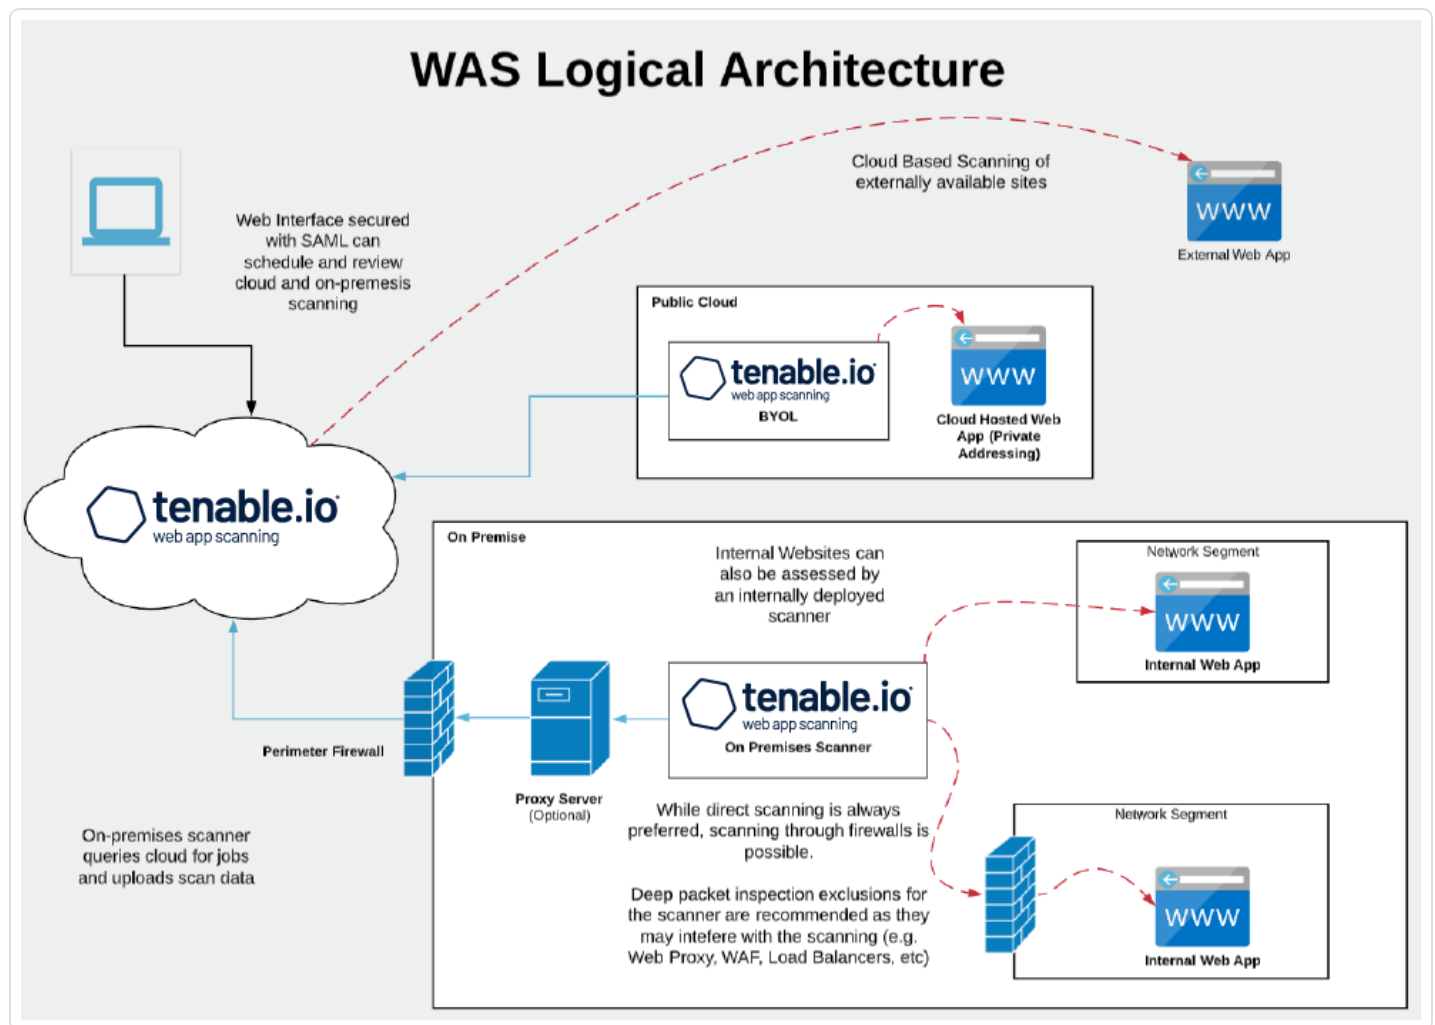 WAS Logical Architecture
Cloud Based Scanning of
externally available sites
WWW
External Web App
Web Interface secured
with SAML can
schedule and review
cloud and on-premesis
scanning
Public Cloud
tenable.io
web app scanning
BYOL
WWW
Cloud Hosted Web
App (Private
Addressing)
tenable.io
web app scanning
On Premise
Internal Websites can
also be assessed by
an internally deployed
scanner
Network Segment
WWW
Internal Web App
tenable.io
web app scanning
On Premises Scanner
Perimeter Firewall
Proxy Server
(Optional)
While direct scanning is always
preferred, scanning through firewalls is
possible.
Deep packet inspection exclusions for
the scanner are recommended as they
may intefere with the scanning (e.g.
Web Proxy, WAF, Load Balancers, etc)
Network Segment
WWW
Internal Web App
On-premises scanner
queries cloud for jobs
and uploads scan data